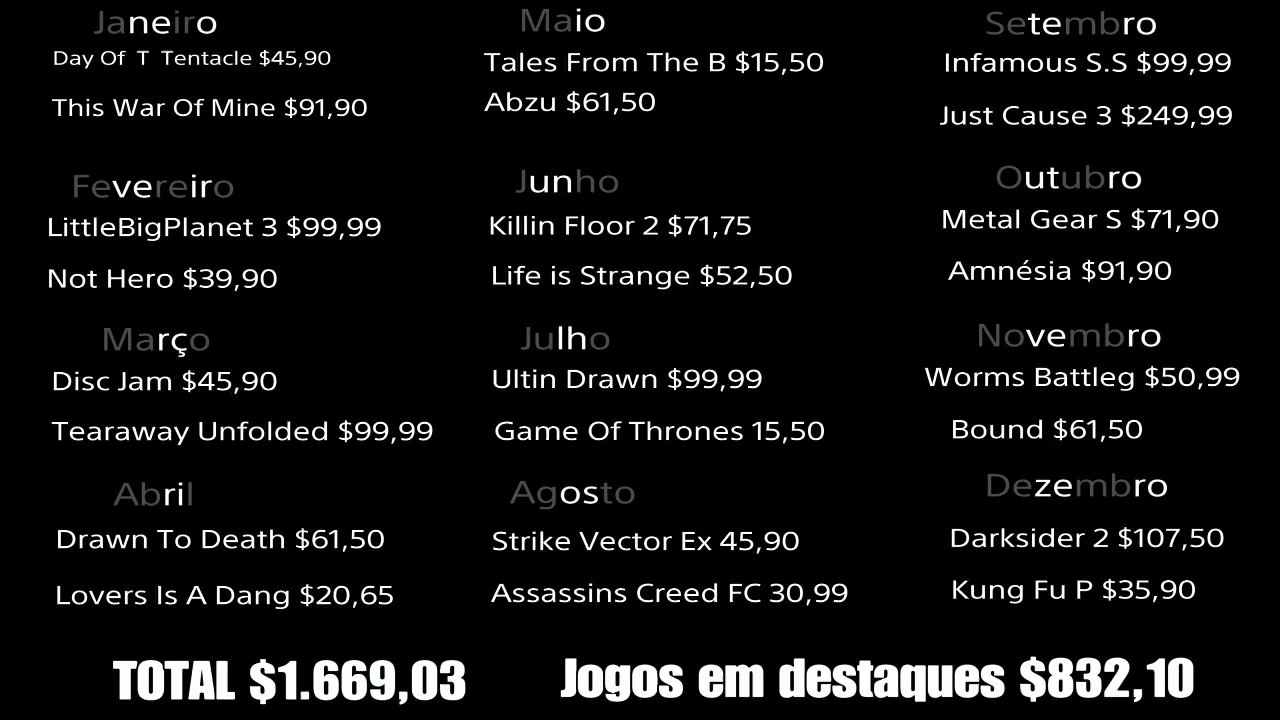 Janeiro
Day Of T Tentacle $45,90
This War Of Mine $91,90
Fevereiro
LittleBigPlanet 3 $99,99
Not Hero $39,90
Março
Disc Jam $45,90
Tearaway Unfolded $99,99
Abril
Drawn To Death $61,50
Lovers Is A Dang $20,65
Maio
Tales From The B $15,50
Abzu $61,50
Junho
Killin Floor 2 $71,75
Life is Strange $52,50
Julho
Ultin Drawn $99,99
Game Of Thrones 15,50
Agosto
Strike Vector Ex 45,90
Assassins Creed FC 30,99
Setembro
Infamous S.S $99,99
Just Cause 3 $249,99
Outubro
Metal Gear S $71,90
Amnésia $91,90
Novembro
Worms Battleg $50,99
Bound $61,50
Dezembro
Darksider 2 $107,50
Kung Fu P $35,90
TOTAL $1.669,03
Jogos em destaques $832,10